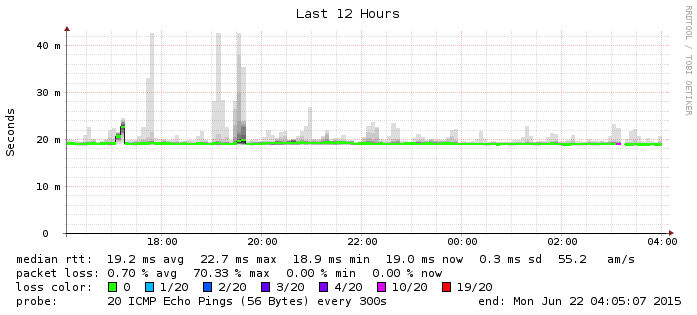 Last 12 Hours
RRDTOOL / TOBI OETIKER
Seconds
40 m
30 m
20 m
10 m
0
18:00 20:00 22:00 00:00 02:00 04:00
median rtt: 19.2 ms avg 22.7 ms max 18.9 ms min 19.0 ms now 0.3 ms sd 55.2 am/s
packet loss: 0.70 % avg 70.33 % max 0.00 % min 0.00 % now
loss color: 0 1/20 2/20 3/20 4/20 10/20 19/20
probe: 20 ICMP Echo Pings (56 Bytes) every 300s end: Mon Jun 22 04:05:07 2015